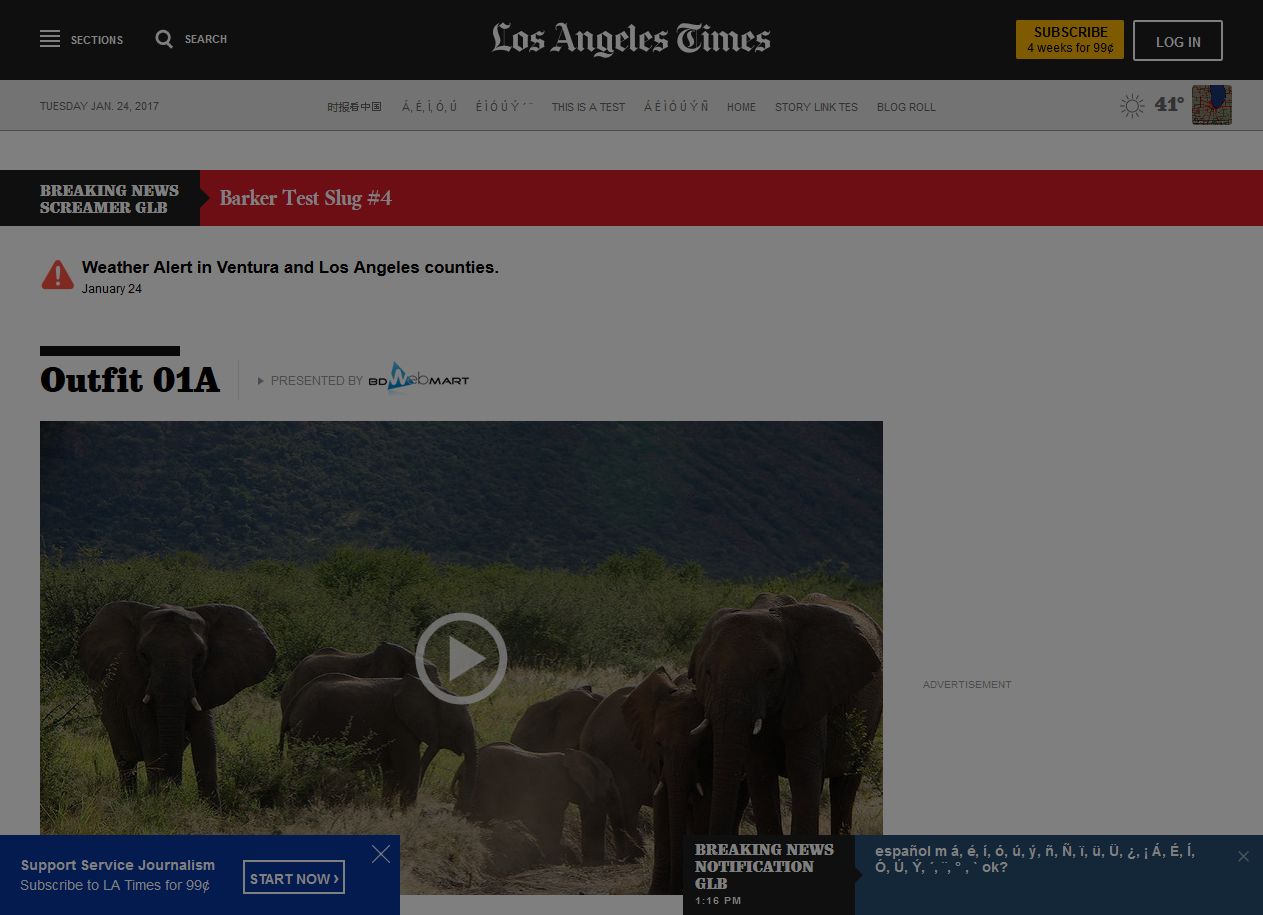 SECTIONS
SEARCH
Los Angeles Times
SUBSCRIBE
4 weeks for 99¢
LOG IN
TUESDAY JAN. 24, 2017
时报看中国
Á, É, Í, Ó, Ú
É Í Ó Ú Ý ´ ¨
THIS IS A TEST
Á É Í Ó Ú Ý Ñ
HOME
STORY LINK TES
BLOG ROLL
41°
BREAKING NEWS
SCREAMER GLB
Barker Test Slug #4
Weather Alert in Ventura and Los Angeles counties.
January 24
Outfit 01A
PRESENTED BY BD WebMART
ADVERTISEMENT
Support Service Journalism
Subscribe to LA Times for 99¢
START NOW ›
BREAKING NEWS
NOTIFICATION
GLB
1:16 PM
español m á, é, í, ó, ú, ý, ñ, Ñ, ï, ü, Ü, ¿, ¡ Á, É, Í,
Ó, Ú, Ý, ´, ¨, ° , ` ok?